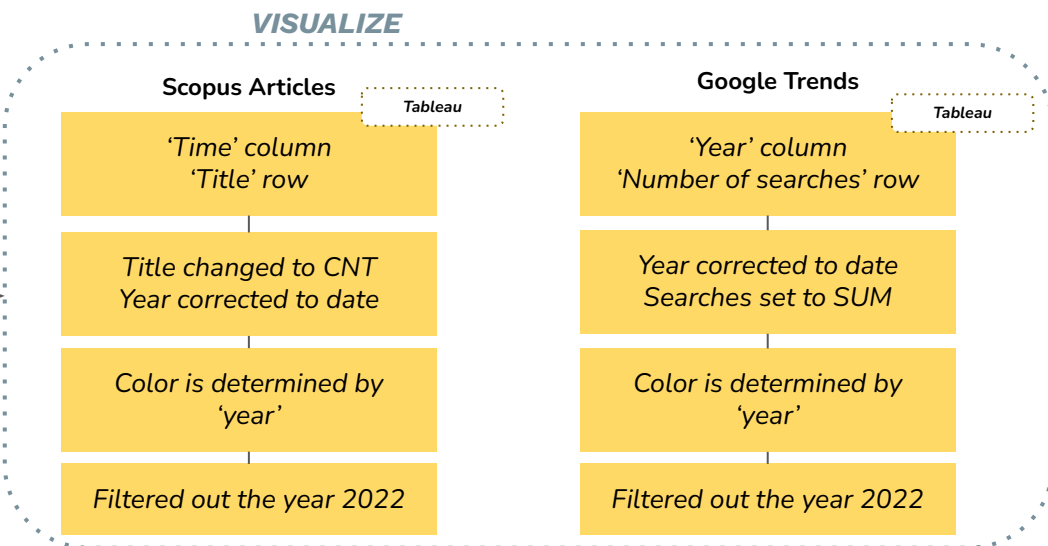 VISUALIZE
Scopus Articles
Tableau
‘Time’ column
‘Title’ row
Title changed to CNT
Year corrected to date
Color is determined by
‘year’
Filtered out the year 2022
Google Trends
Tableau
‘Year’ column
‘Number of searches’ row
Year corrected to date
Searches set to SUM
Color is determined by
‘year’
Filtered out the year 2022